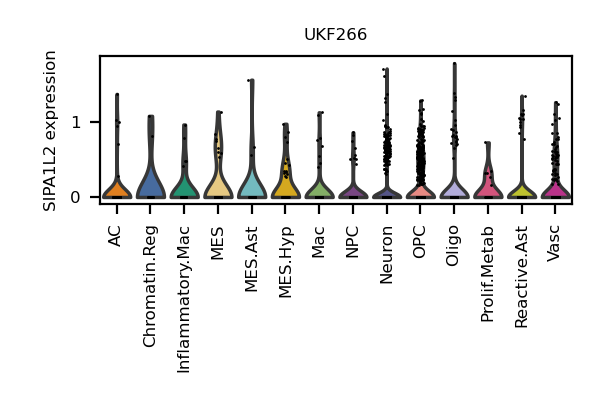 UKF266
SIPA1L2 expression
1
0
AC
Chromatin.Reg
Inflammatory.Mac
MES
MES.Ast
MES.Hyp
Mac
NPC
Neuron
OPC
Oligo
Prolif.Metab
Reactive.Ast
Vasc